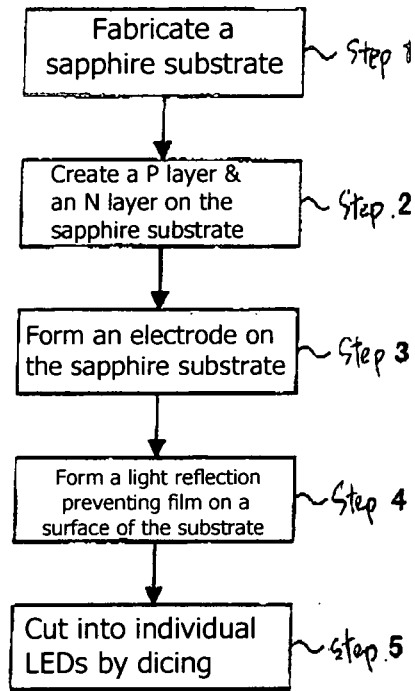 Fabricate a
sapphire substrate
Step 1
Create a P layer &
an N layer on the
sapphire substrate
Step.2
Form an electrode on
the sapphire substrate
Step 3
Form a light reflection
preventing film on a
surface of the substrate
Step 4
Cut into individual
LEDs by dicing
Step.5